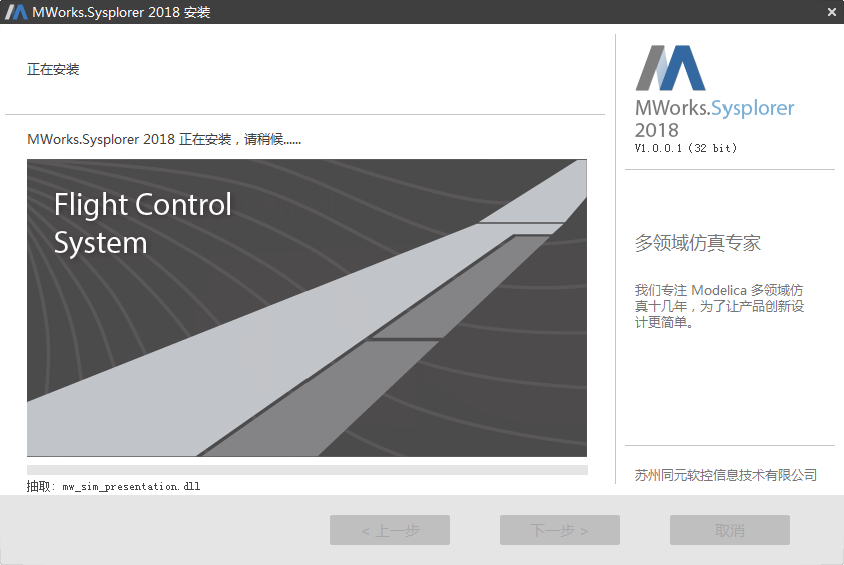 MWorks.Sysplorer 2018 安装
正在安装
MWorks.Sysplorer 2018 正在安装，请稍候......
Flight Control
System
抽取: mw_sim_presentation.dll
MWorks.Sysplorer
2018
V1.0.0.1 (32 bit)
多领域仿真专家
我们专注 Modelica 多领域仿
真十几年，为了让产品创新设
计更简单。
苏州同元软控信息技术有限公司
< 上一步
下一步 >
取消